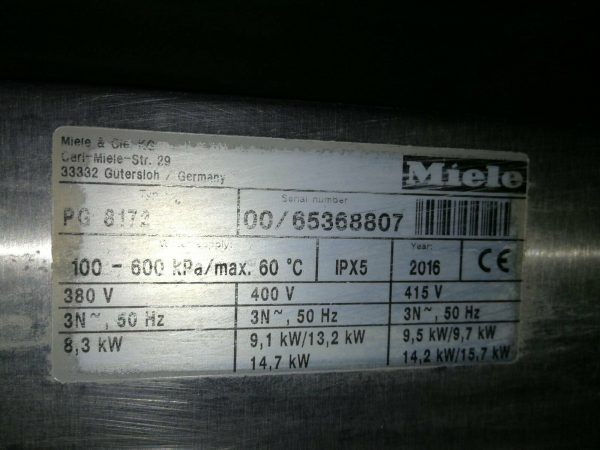 Miele & Cie. KG
Carl-Miele-Str. 29
33332 Gutersloh / Germany
Miele
Serial number
PG 8172
00/65368807
supply:
Year:
100 - 600 kPa/max. 60 °C
IPX5
2016
CE
380 V
400 V
415 V
3N~, 50 Hz
3N~, 50 Hz
3N~, 50 Hz
8,3 kW
9,1 kW/13,2 kW
9,5 kW/9,7 kW
14,7 kW
14,2 kW/15,7 kW